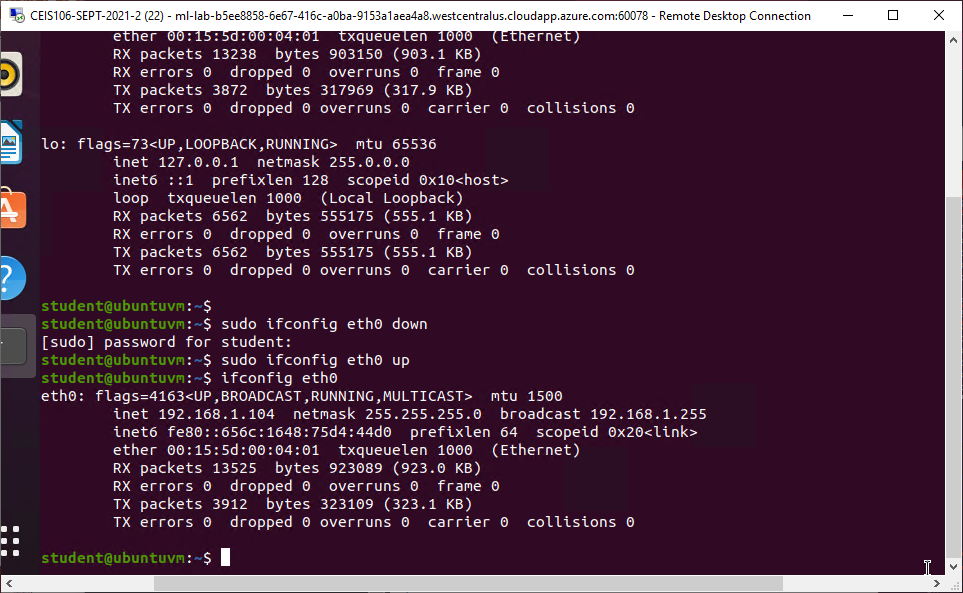 CEIS106-SEPT-2021-2 (22) - ml-lab-b5ee8858-6e67-416c-a0ba-9153a1aea4a8.westcentralus.cloudapp.azure.com:60078 - Remote Desktop Connection
ether 00:15:5d:00:04:01  txqueuelen 1000  (Ethernet)
RX packets 13238  bytes 903150 (903.1 KB)
RX errors 0  dropped 0  overruns 0  frame 0
TX packets 3872  bytes 317969 (317.9 KB)
TX errors 0  dropped 0 overruns 0  carrier 0  collisions 0
lo: flags=73<UP,LOOPBACK,RUNNING>  mtu 65536
inet 127.0.0.1  netmask 255.0.0.0
inet6 ::1  prefixlen 128  scopeid 0x10<host>
loop  txqueuelen 1000  (Local Loopback)
RX packets 6562  bytes 555175 (555.1 KB)
RX errors 0  dropped 0  overruns 0  frame 0
TX packets 6562  bytes 555175 (555.1 KB)
TX errors 0  dropped 0 overruns 0  carrier 0  collisions 0
student@ubuntuvm:~$
student@ubuntuvm:~$ sudo ifconfig eth0 down
[sudo] password for student:
student@ubuntuvm:~$ sudo ifconfig eth0 up
student@ubuntuvm:~$ ifconfig eth0
eth0: flags=4163<UP,BROADCAST,RUNNING,MULTICAST>  mtu 1500
inet 192.168.1.104  netmask 255.255.255.0  broadcast 192.168.1.255
inet6 fe80::656c:1648:75d4:44d0  prefixlen 64  scopeid 0x20<link>
ether 00:15:5d:00:04:01  txqueuelen 1000  (Ethernet)
RX packets 13525  bytes 923089 (923.0 KB)
RX errors 0  dropped 0  overruns 0  frame 0
TX packets 3912  bytes 323109 (323.1 KB)
TX errors 0  dropped 0 overruns 0  carrier 0  collisions 0
student@ubuntuvm:~$